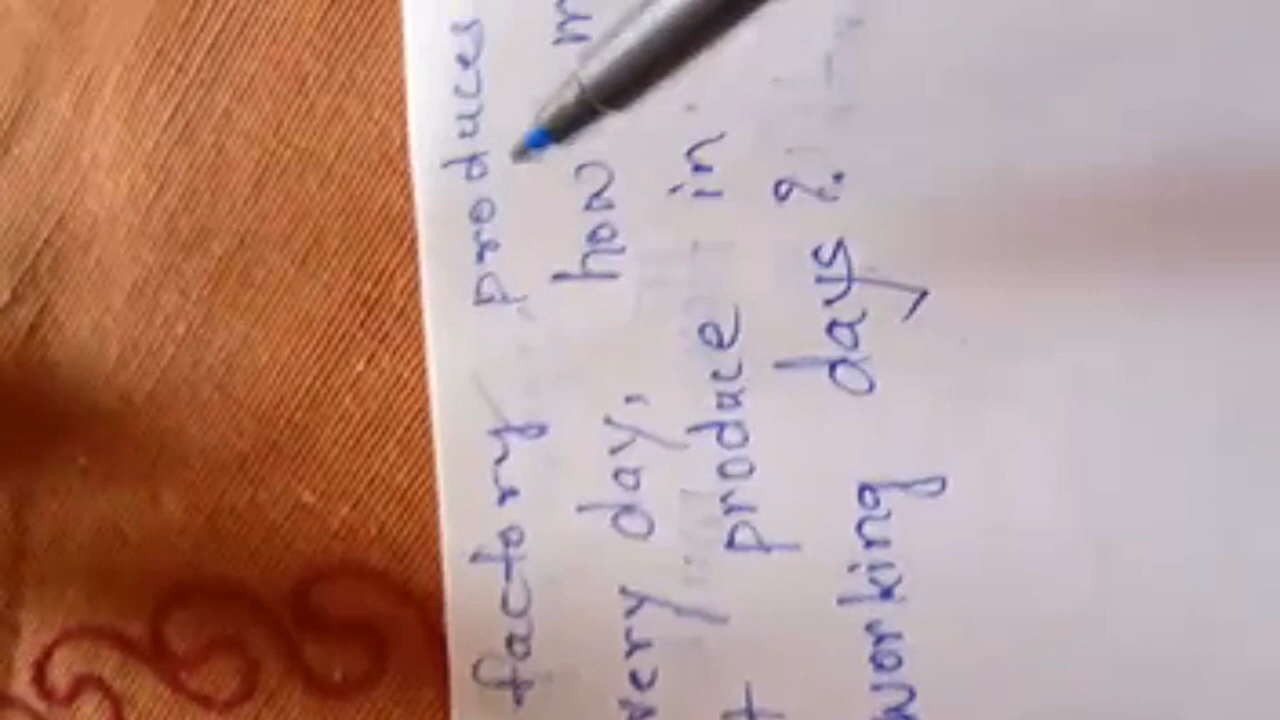 factory produces
very day, how
produce in
working days ?